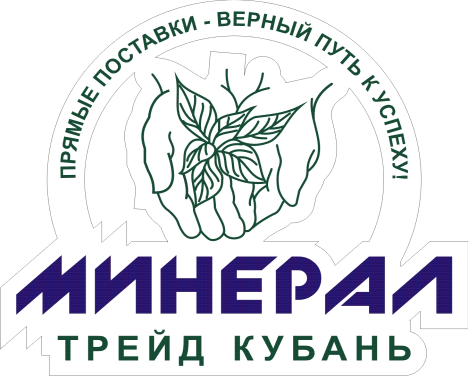 ПРЯМЫЕ ПОСТАВКИ - ВЕРНЫЙ ПУТЬ К УСПЕХУ!
МИНЕРАЛ
ТРЕЙД КУБАНЬ